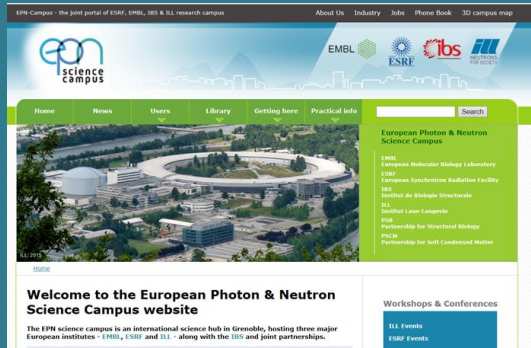 EPN-Campus - the joint portal of ESRF, EMBL, IBS & ILL research campus
About Us Industry Jobs Phone Book 3D campus map
epn
science
campus
EMBL
ESRF
ibs
NEUTRONS
FOR SOCIETY
Home News Users Library Getting here Practical info
Search
European Photon & Neutron
Science Campus
EMBL
European Molecular Biology Laboratory
ESRF
European Synchrotron Radiation Facility
IBS
Institut de Biologie Structurale
ILL
Institut Laue-Langevin
PSB
Partnership for Structural Biology
PSCM
Partnership for Soft Condensed Matter
ILL 2015
Home
Welcome to the European Photon & Neutron
Science Campus website
The EPN science campus is an international science hub in Grenoble, hosting three major
European institutes - EMBL, ESRF and ILL - along with the IBS and joint partnerships.
Workshops & Conferences
ILL Events
ESRF Events